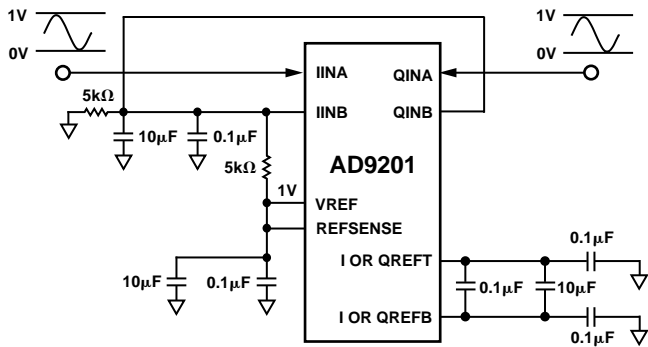 1V
0V
1V
0V
IINA
QINA
5kΩ
IINB
QINB
10µF
0.1µF
5kΩ
AD9201
1V
VREF
REFSENSE
10µF
0.1µF
I OR QREFT
0.1µF
0.1µF
10µF
I OR QREFB
0.1µF